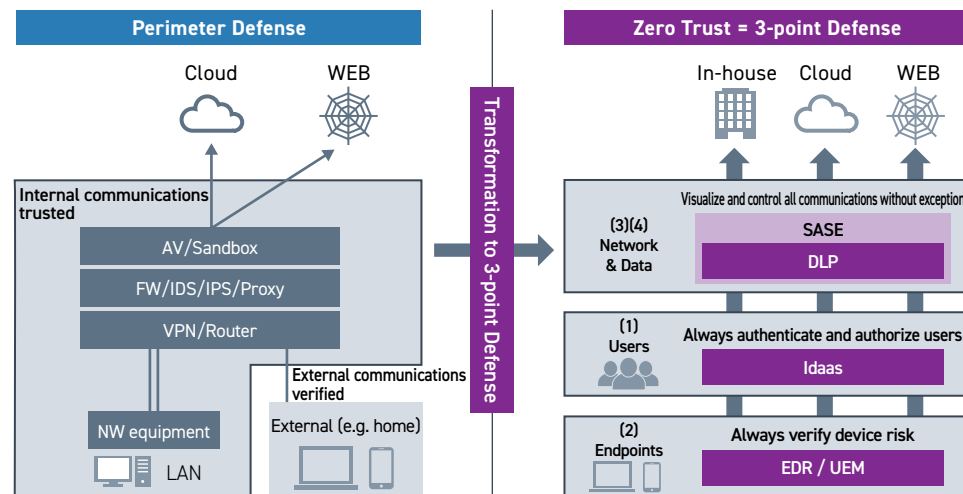 Perimeter Defense
Cloud
WEB
Internal communications
trusted
AV/Sandbox
FW/IDS/IPS/Proxy
VPN/Router
External communications
verified
NW equipment
LAN
External (e.g. home)
Transformation to 3-point Defense
Zero Trust = 3-point Defense
In-house
Cloud
WEB
Visualize and control all communications without exception
(3)(4)
Network
& Data
SASE
DLP
(1)
Users
Always authenticate and authorize users
Idaas
(2)
Endpoints
Always verify device risk
EDR / UEM